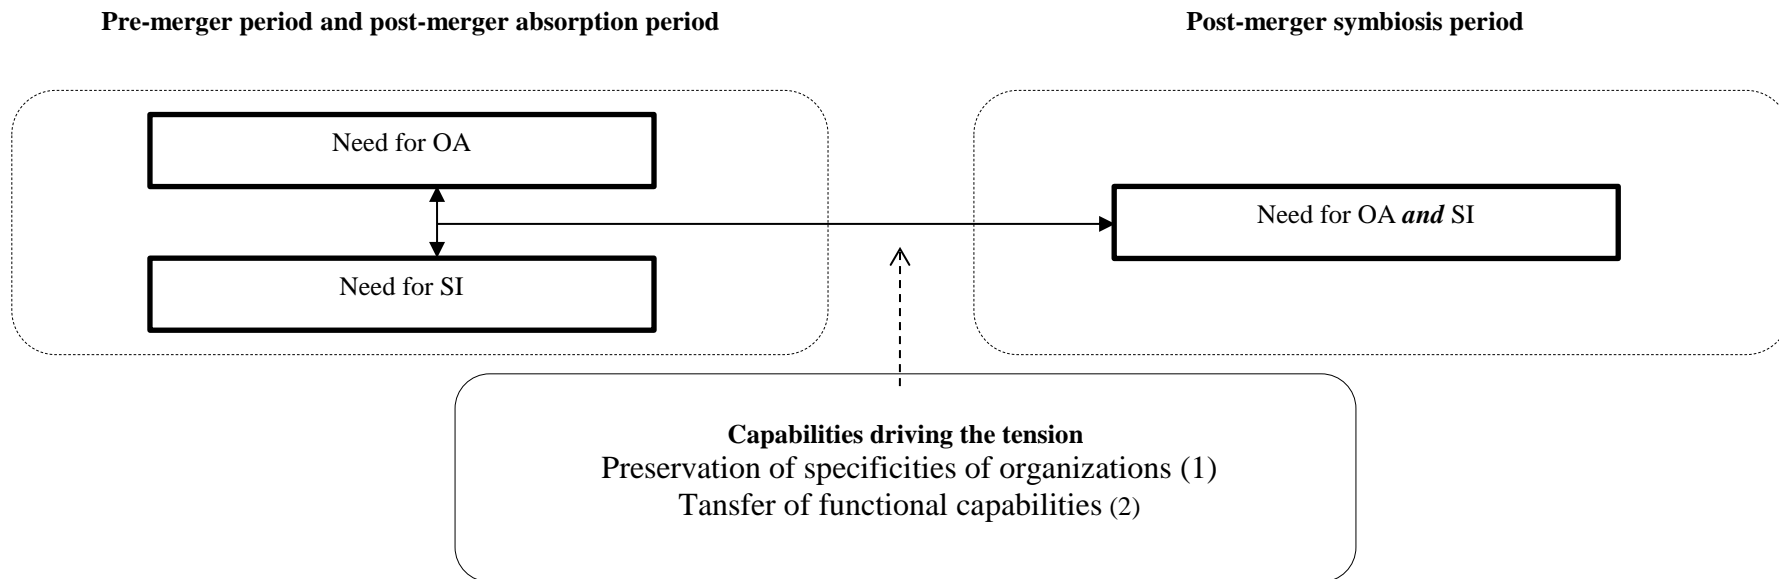 Pre-merger period and post-merger absorption period
Post-merger symbiosis period
Need for OA
Need for OA and SI
Need for SI
Capabilities driving the tension
Preservation of specificities of organizations (1)
Tansfer of functional capabilities (2)